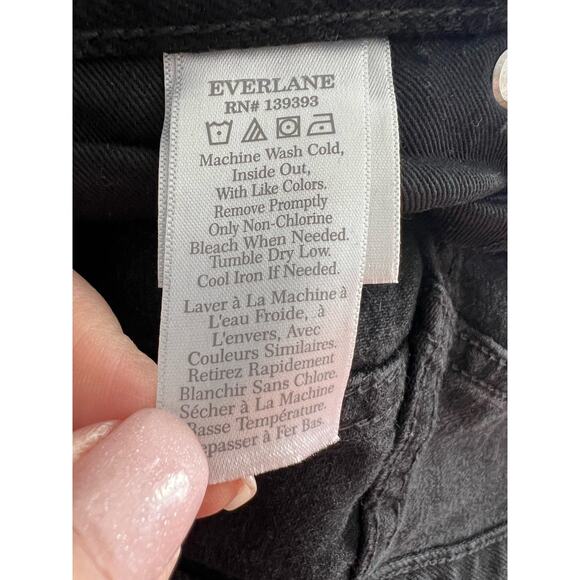 EVERLANE
RN# 139393
Machine Wash Cold,
Inside Out,
With Like Colors.
Remove Promptly
Only Non-Chlorine
Bleach When Needed.
Tumble Dry Low.
Cool Iron If Needed.
Laver à La Machine à
L'eau Froide, à
L'envers, Avec
Couleurs Similaires.
Retirez Rapidement
Blanchir Sans Chlore.
Sécher à La Machine
Basse Température.
epasser à Fer Bas.